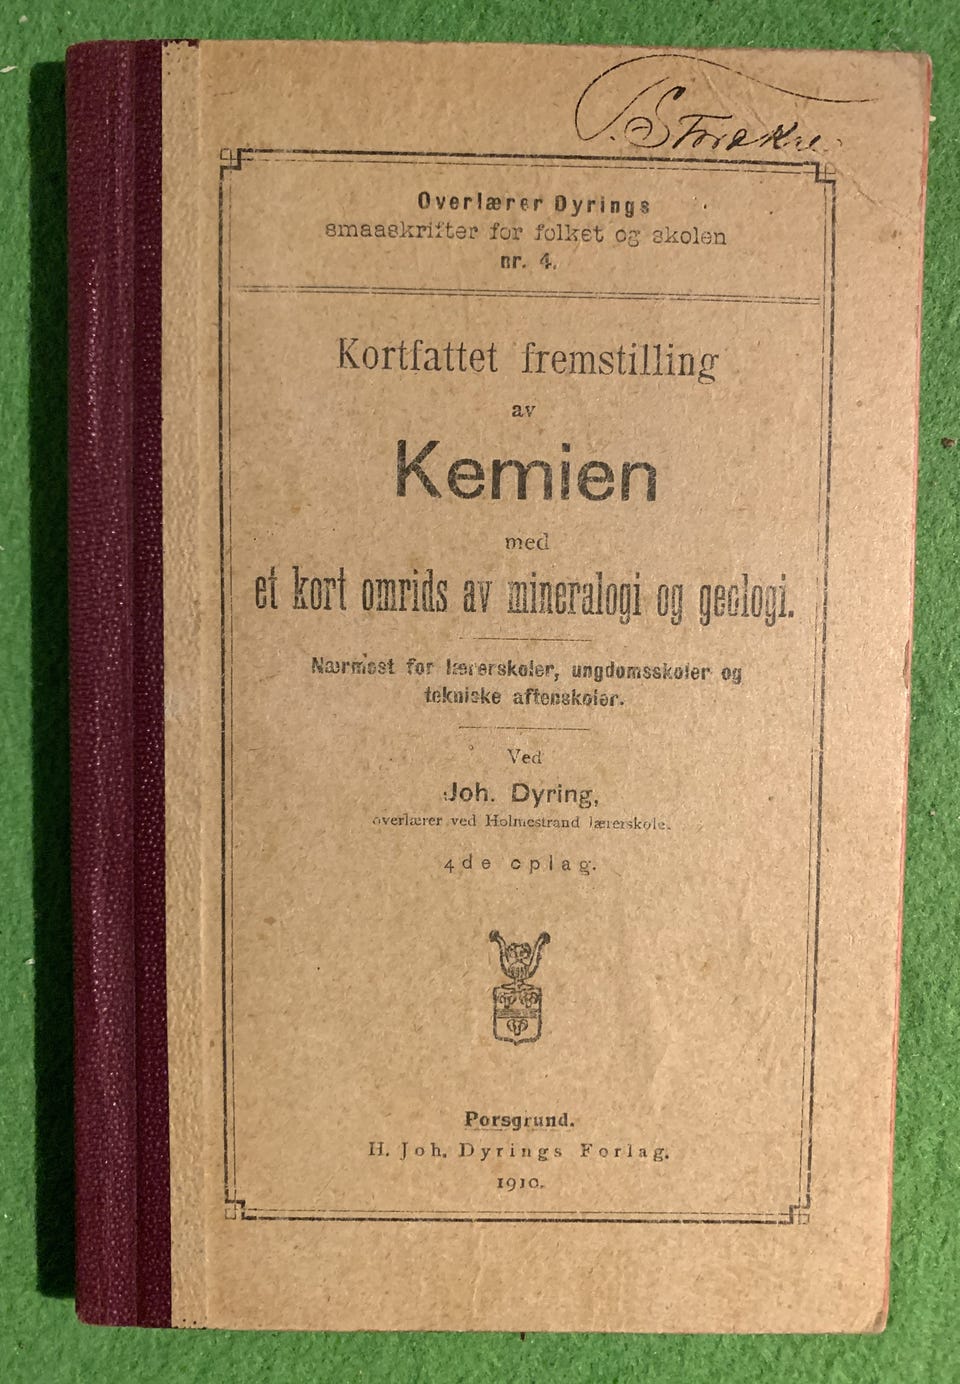 Overlærer Dyrings
smaaskrifter for folket og skolen
nr. 4.
Kortfattet fremstilling
av
Kemien
med
et kort omrids av mineralogi og geologi.
Nærmest for lærerskoler, ungdomsskoler og
tekniske aftenskoler.
Ved
Joh. Dyring,
overlærer ved Holmestrand lærerskole.
4de oplag.
Porsgrund.
H. Joh. Dyrings Forlag.
1910.